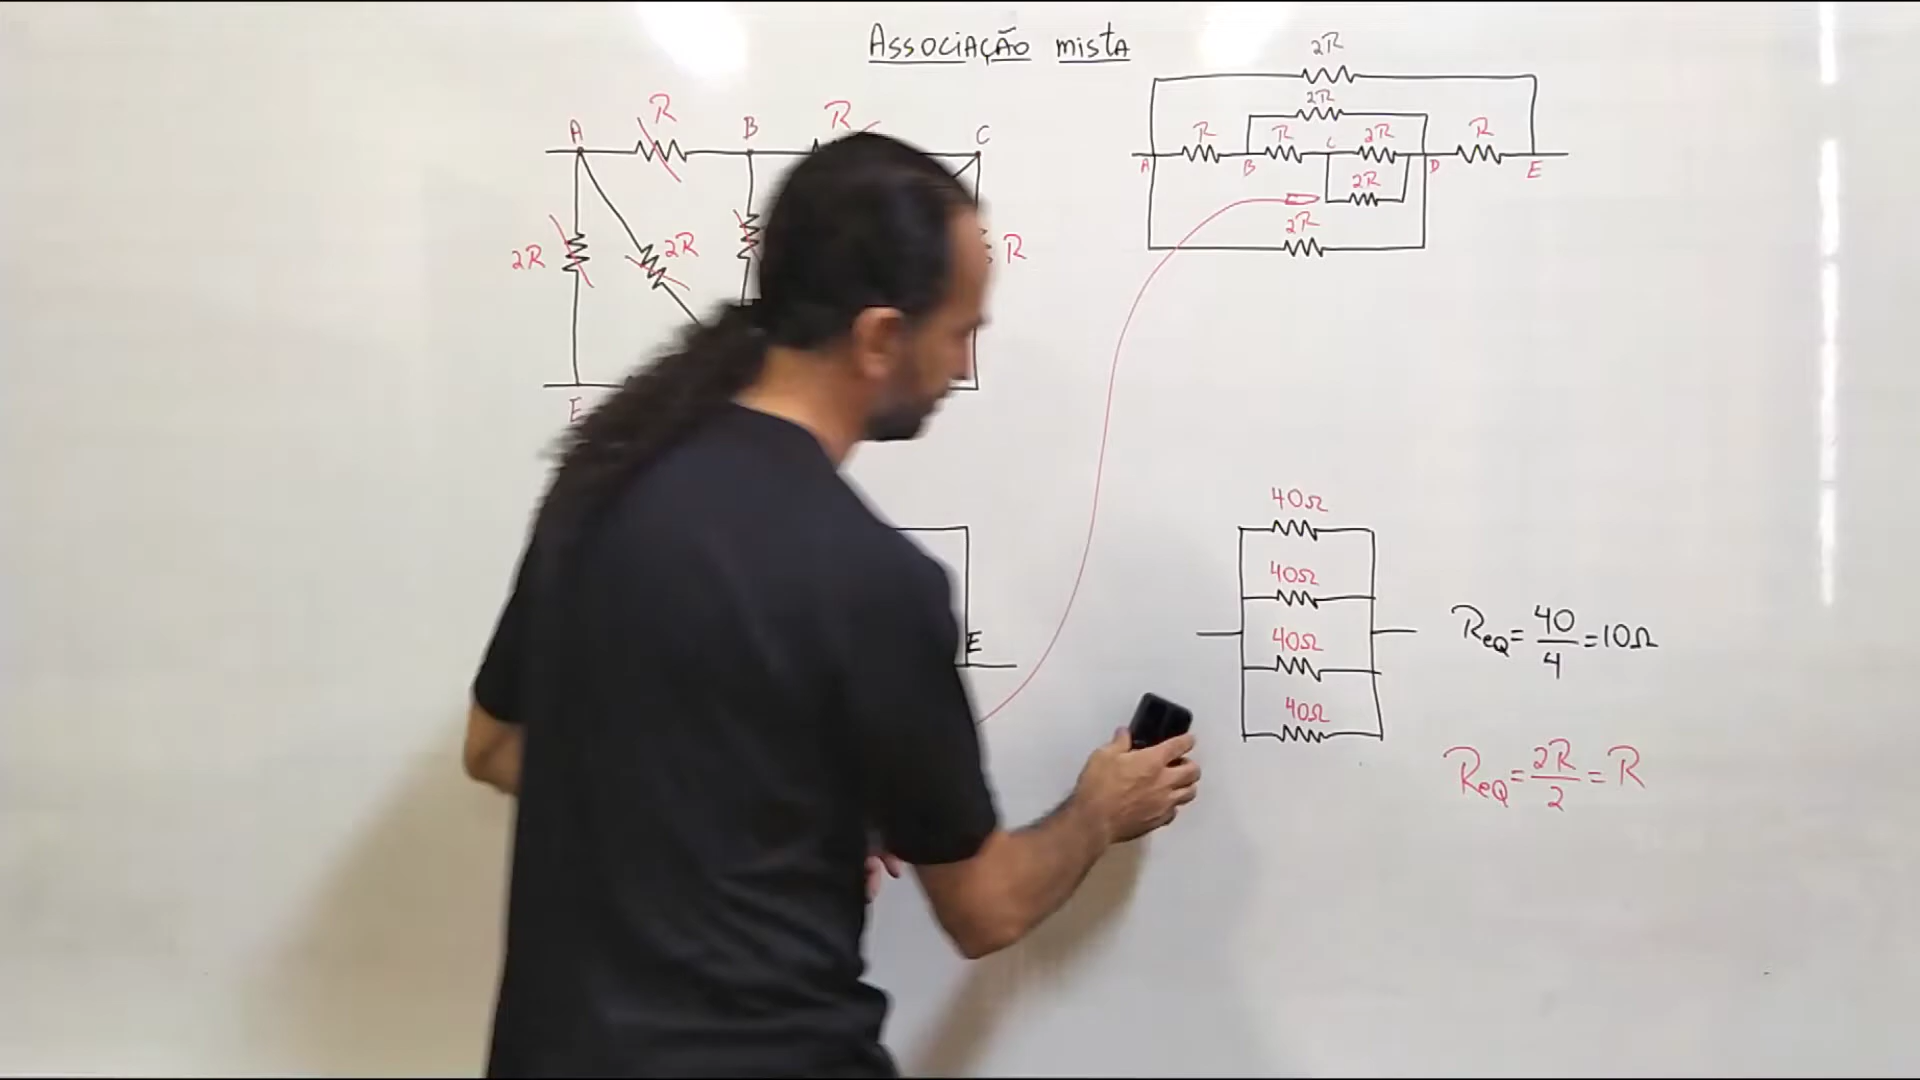 Associação mista
A
R
B
R
C
2R
2R
R
E
2R
2R
A
R
B
R
C
2R
D
R
E
2R
2R
E
40Ω
40Ω
40Ω
40Ω
Req = 40/4 = 10Ω
Req = 2R/2 = R